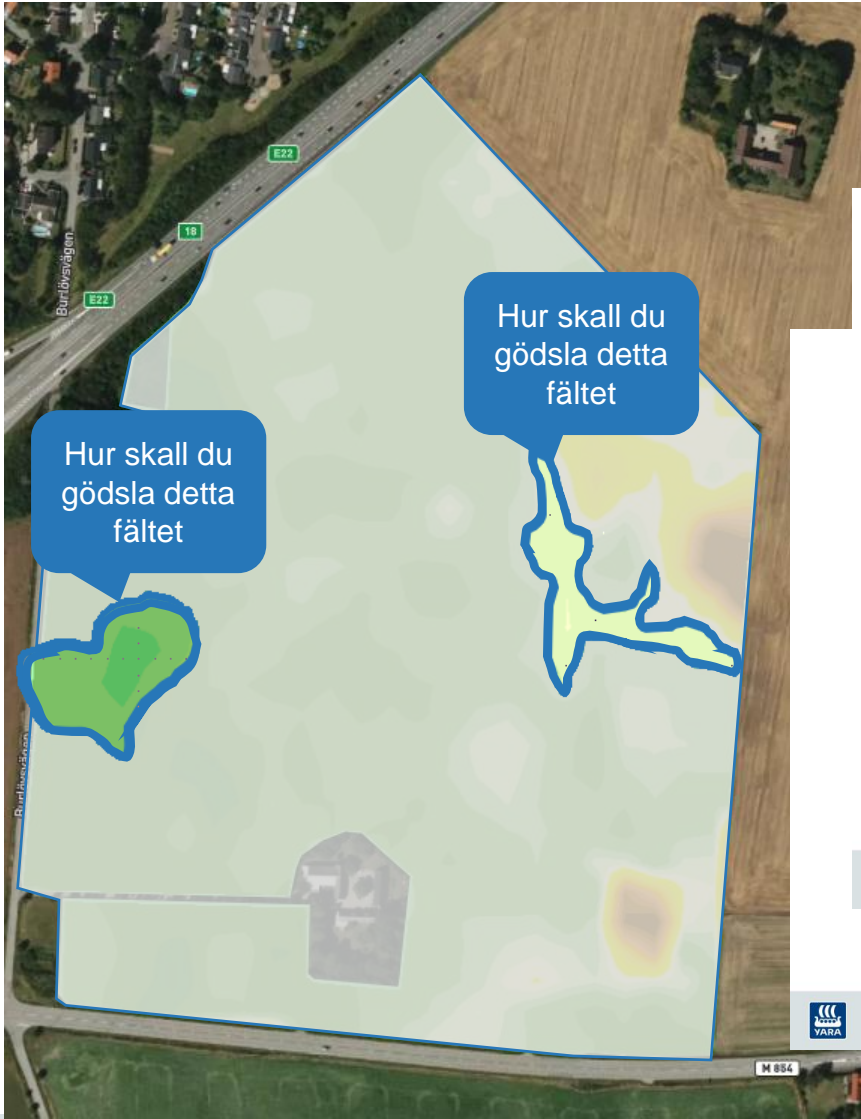 E22
18
Burlövsvägen
E22
Hur skall du
gödsla detta
fältet
Hur skall du
gödsla detta
fältet
Burlövsvägen
YARA
M 854